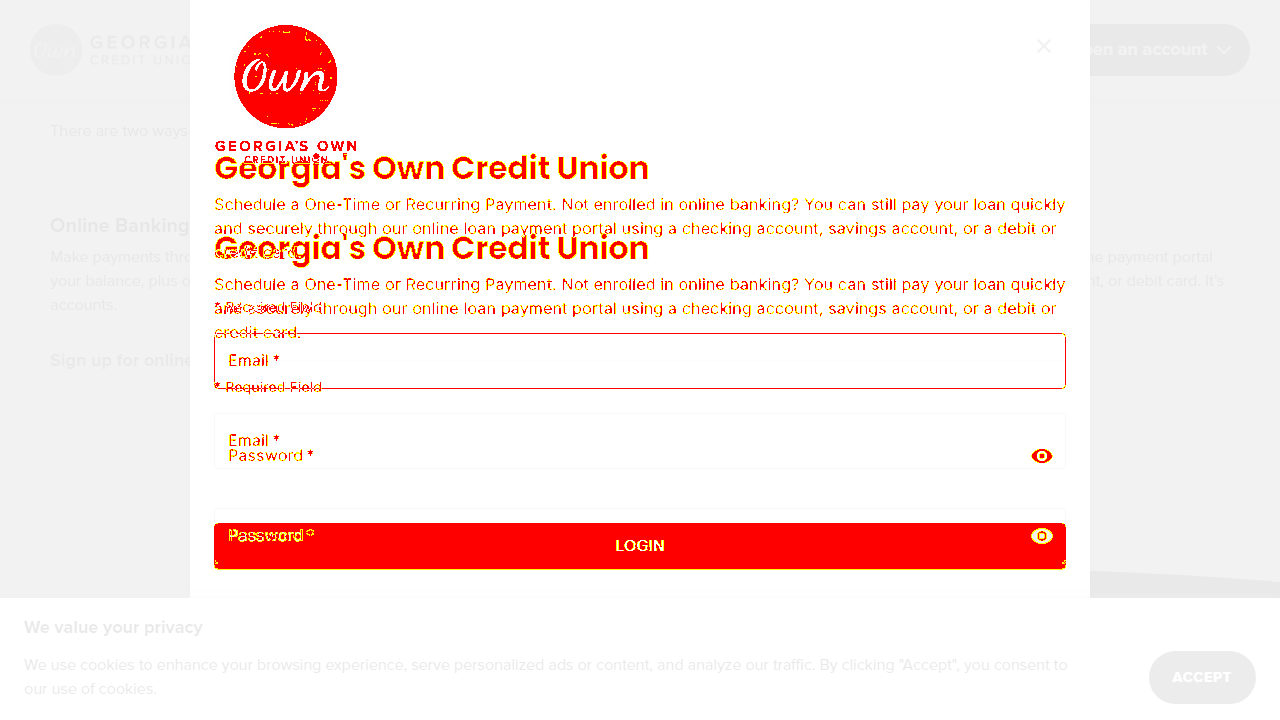 Own
GEORGIA
CREDIT UNIO
en an account
There are two ways
GEORGIA'S OWN
CREDIT UNION
Georgia's Own Credit Union
Schedule a One-Time or Recurring Payment. Not enrolled in online banking? You can still pay your loan quickly
and securely through our online loan payment portal using a checking account, savings account, or a debit or
credit card.
Online Banking
Georgia's Own Credit Union
Make payments thro
ne payment portal.
Schedule a One-Time or Recurring Payment. Not enrolled in online banking? You can still pay your loan quickly
your balance, plus o
nt, or debit card. It's
* Required Field
and securely through our online loan payment portal using a checking account, savings account, or a debit or
accounts.
credit card.
Sign up for online
Email *
* Required Field
Email *
Password *
Password *
LOGIN
We value your privacy
We use cookies to enhance your browsing experience, serve personalized ads or content, and analyze our traffic. By clicking "Accept", you consent to
our use of cookies.
ACCEPT